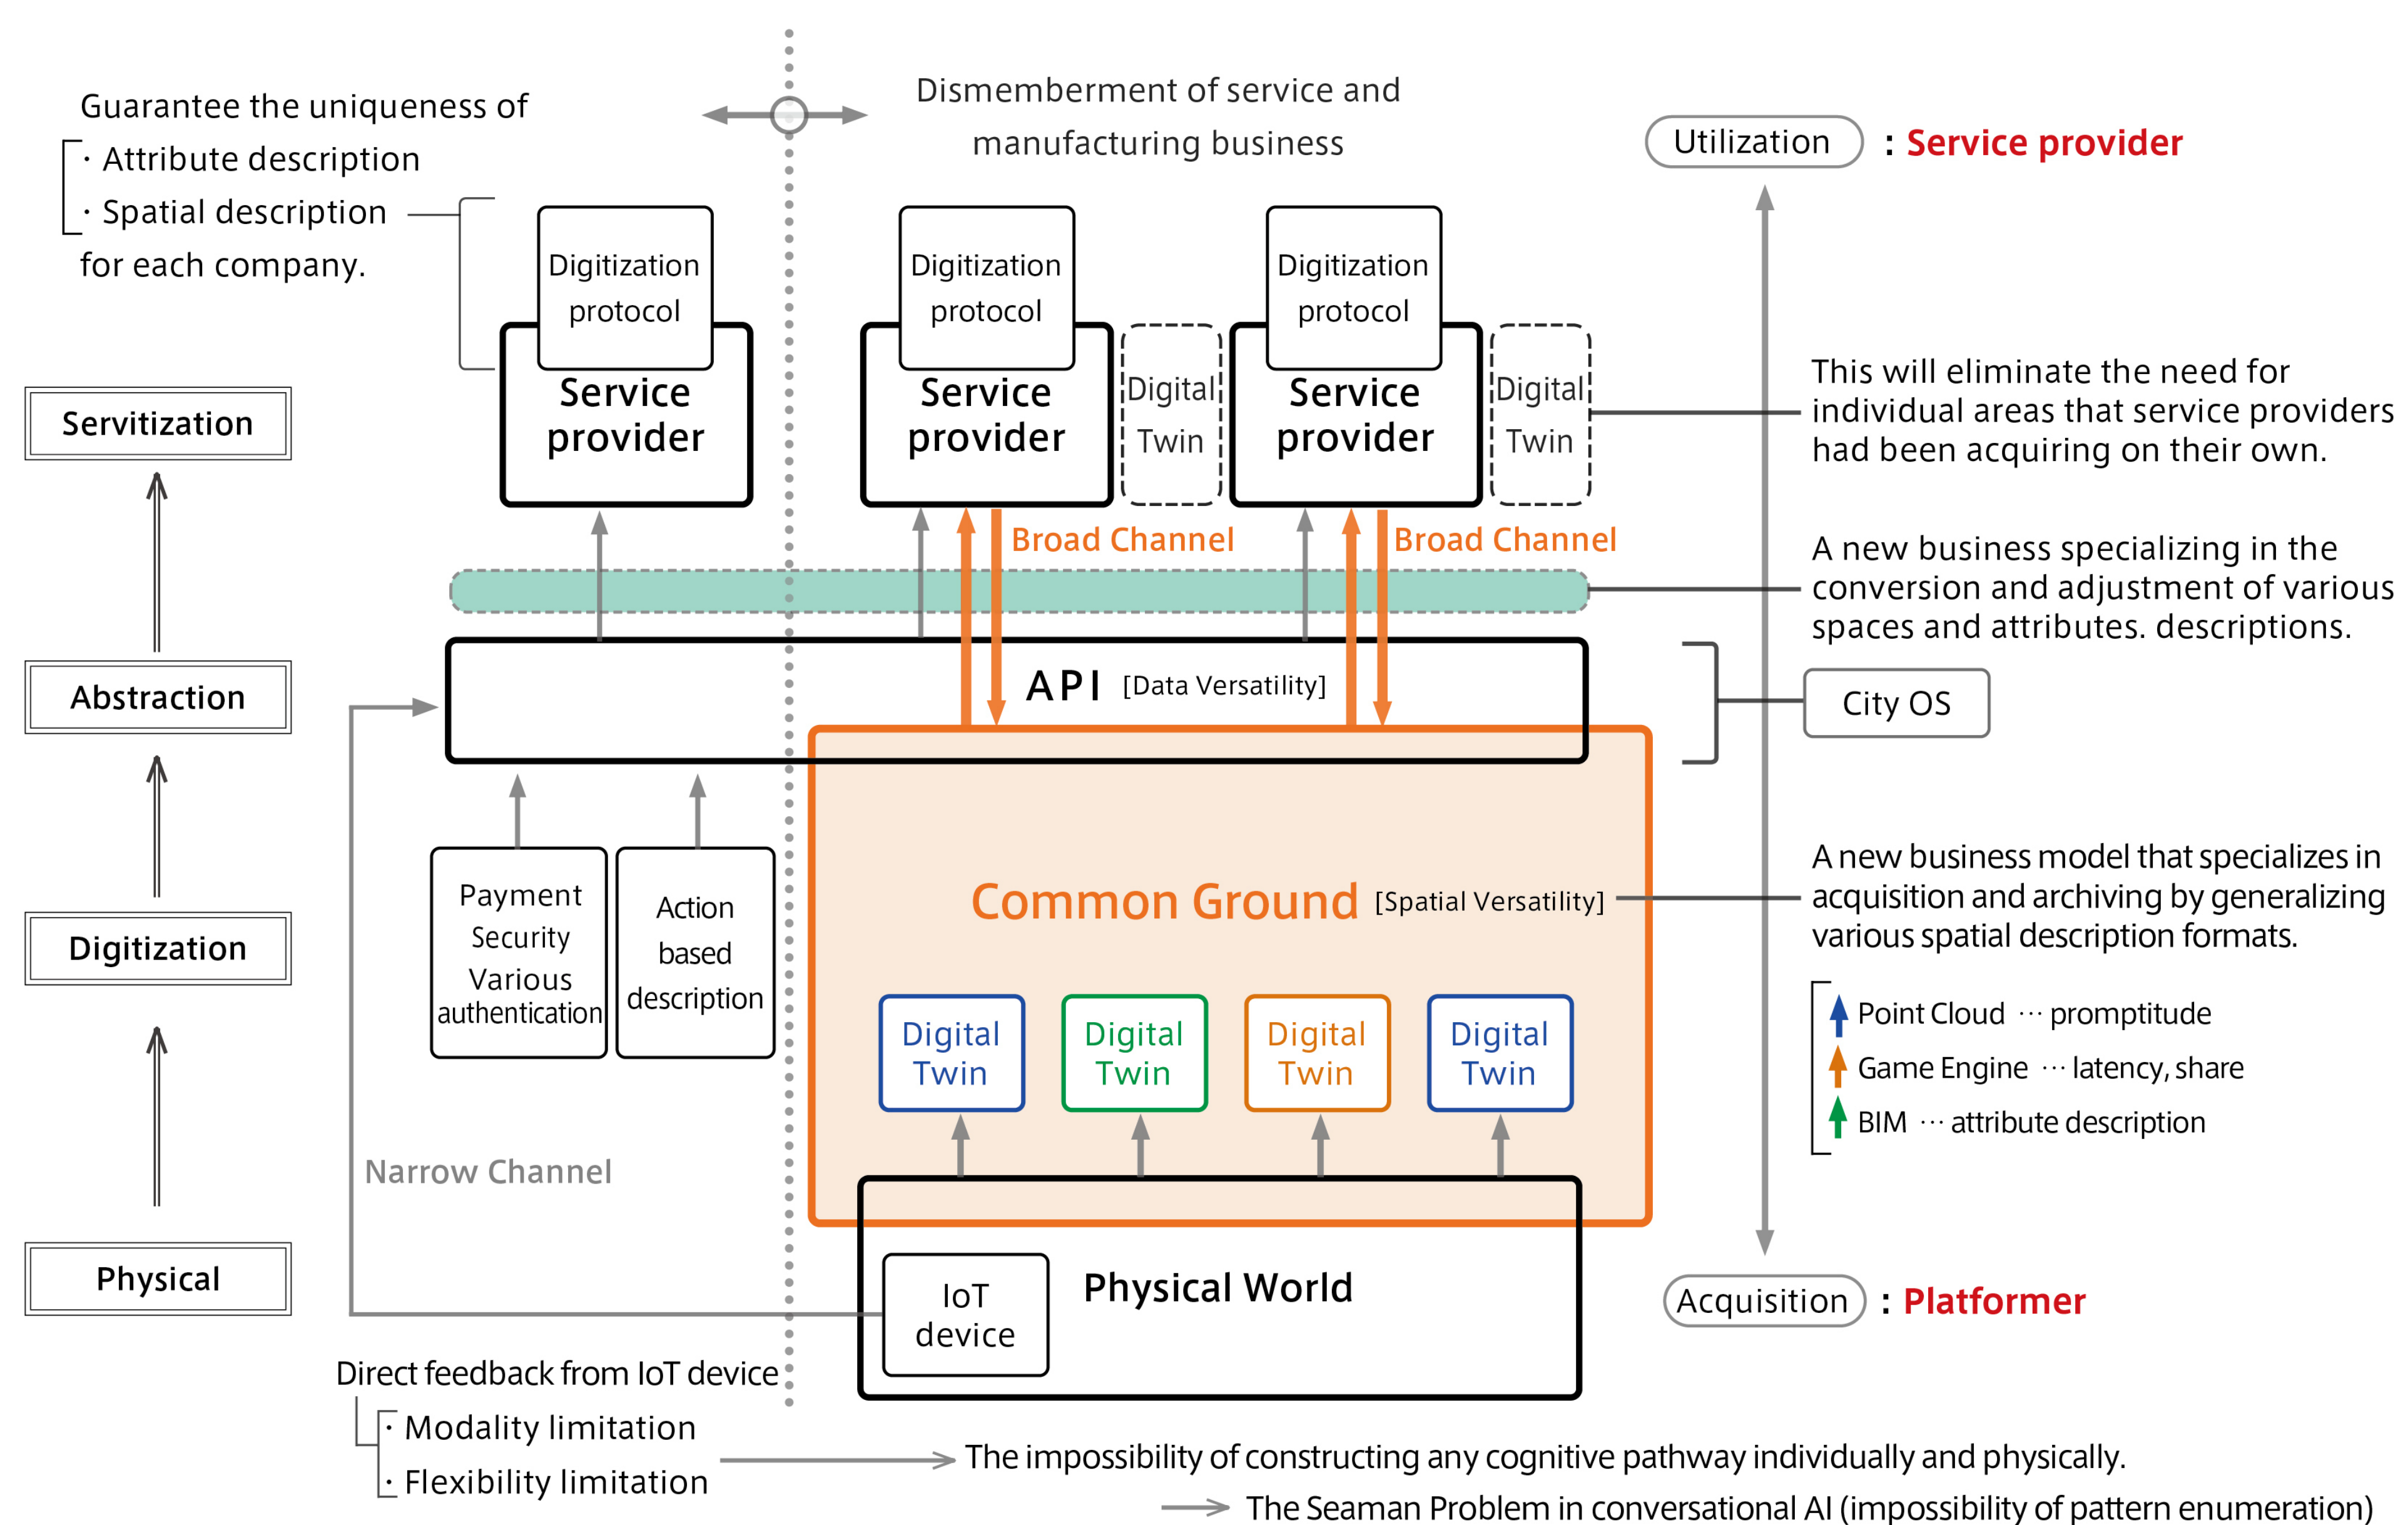 Guarantee the uniqueness of
・Attribute description
・Spatial description
for each company.
Dismemberment of service and
manufacturing business
Utilization : Service provider
Digitization
protocol
Service
provider
Digitization
protocol
Service
provider
Digital
Twin
Digitization
protocol
Service
provider
Digital
Twin
This will eliminate the need for
individual areas that service providers
had been acquiring on their own.
Servitization
Broad Channel
Broad Channel
A new business specializing in the
conversion and adjustment of various
spaces and attributes. descriptions.
Abstraction
API [Data Versatility]
City OS
Payment
Security
Various
authentication
Action
based
description
Common Ground [Spatial Versatility]
A new business model that specializes in
acquisition and archiving by generalizing
various spatial description formats.
Digitization
Digital
Twin
Digital
Twin
Digital
Twin
Digital
Twin
Point Cloud ··· promptitude
Game Engine ··· latency, share
BIM ··· attribute description
Narrow Channel
Physical
IoT
device
Physical World
Acquisition : Platformer
Direct feedback from IoT device
・Modality limitation
・Flexibility limitation
The impossibility of constructing any cognitive pathway individually and physically.
The Seaman Problem in conversational AI (impossibility of pattern enumeration)